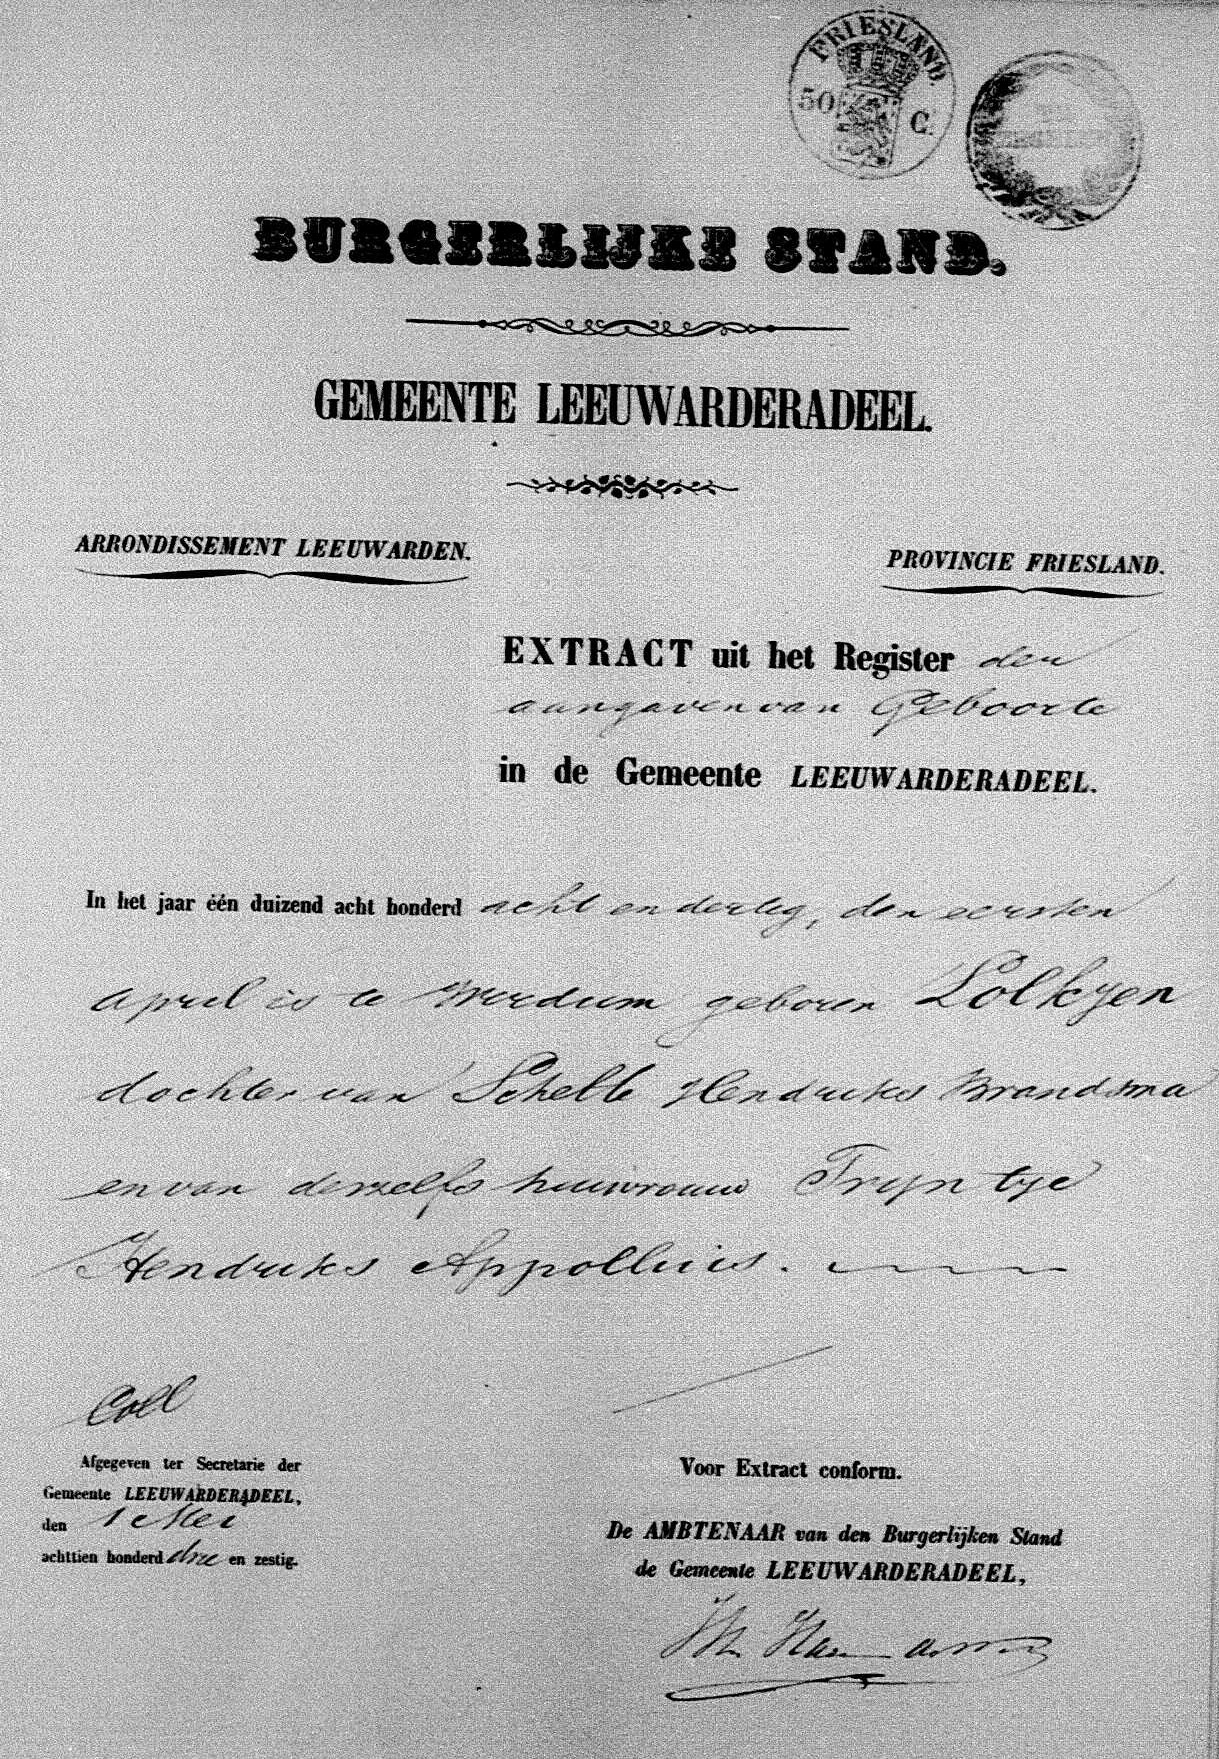 FRIESLAND.
50 C.
BURGERLIJKE STAND.
GEMEENTE LEEUWARDERADEEL.
ARRONDISSEMENT LEEUWARDEN.
PROVINCIE FRIESLAND.
EXTRACT uit het Register der
aangaven van Geboorte
in de Gemeente LEEUWARDERADEEL.
In het jaar één duizend acht honderd acht en dertig, den eersten
april is te Wirdum geboren Lolkjen
dochter van Schelte Hendriks Brandsma
en van deszelfs huisvrouw Trijntje
Hendriks Appollius.
Coll
Afgegeven ter Secretarie der
Gemeente LEEUWARDERADEEL,
den 1 Mei
achttien honderd drie en zestig.
Voor Extract conform.
De AMBTENAAR van den Burgerlijken Stand
de Gemeente LEEUWARDERADEEL,